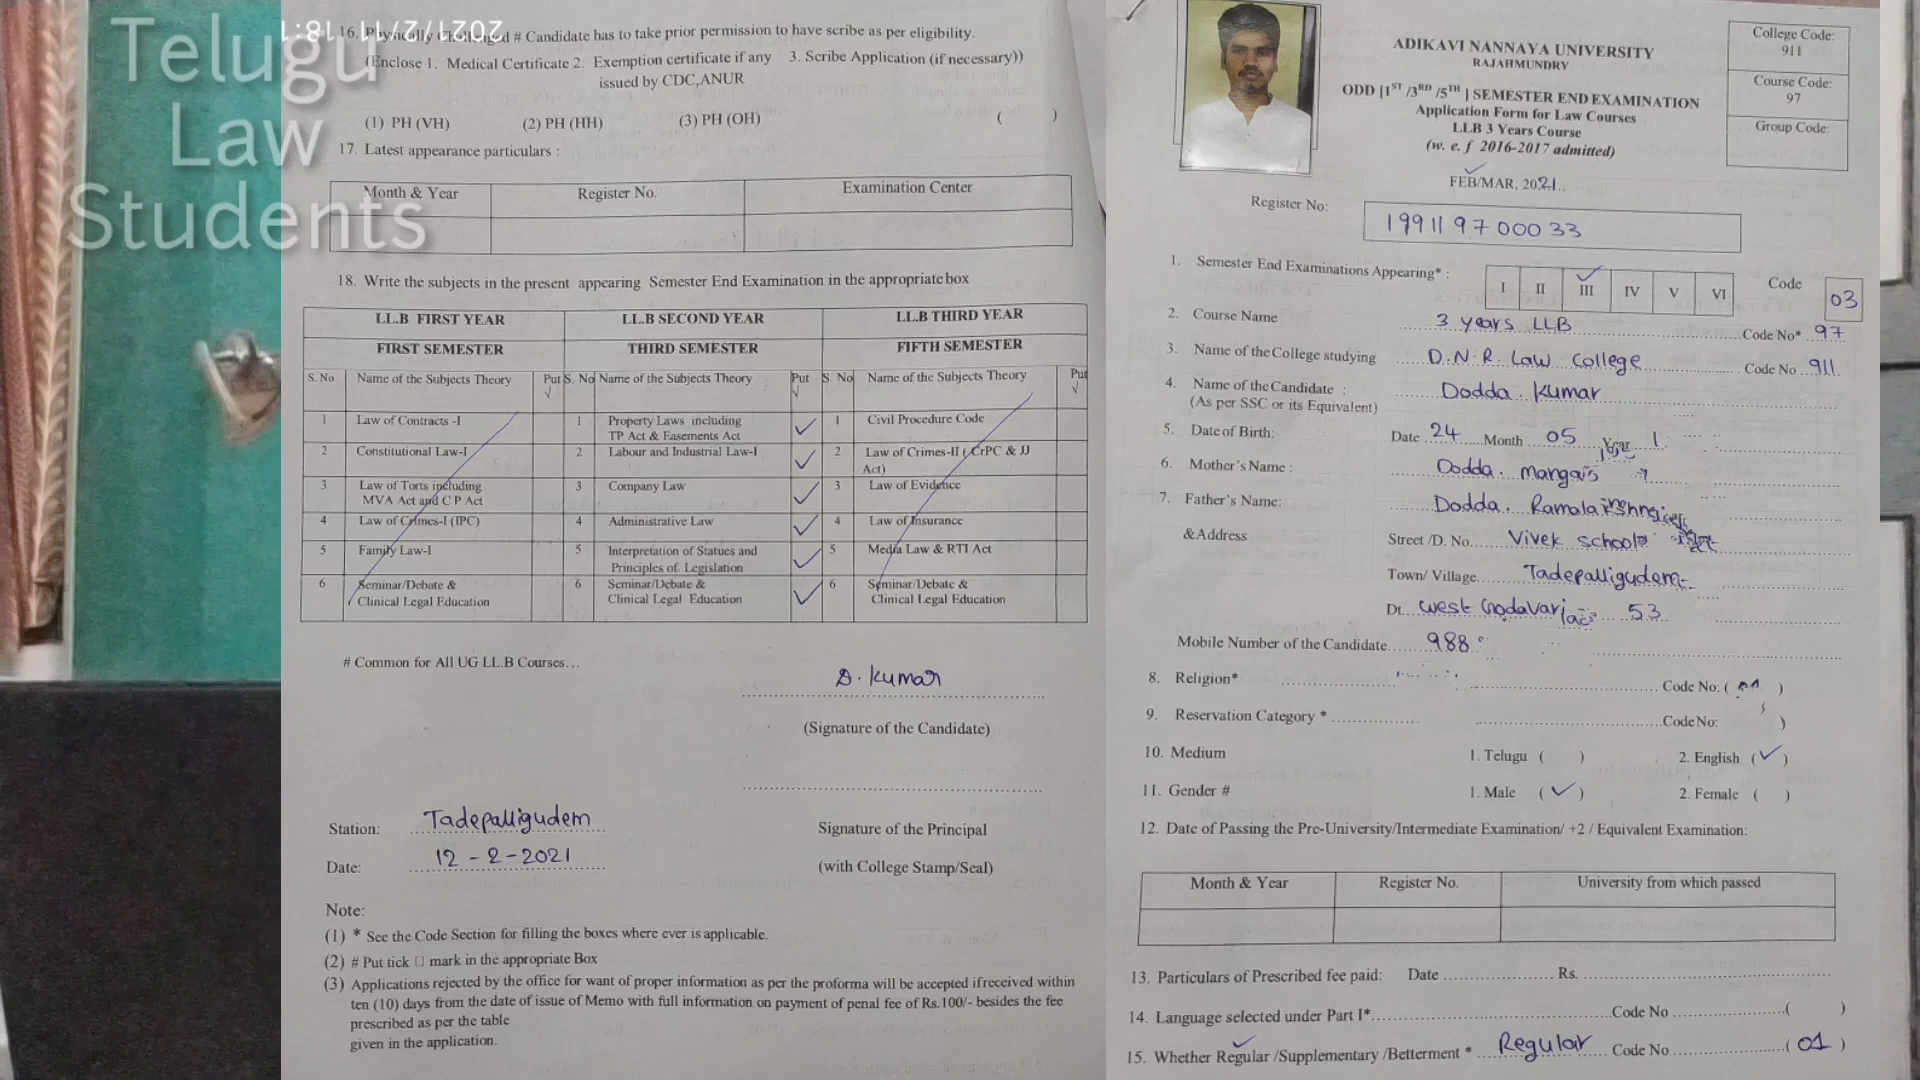 Telugu
Law
Students
2021/2/11 18:1
16. Physically Challenged # Candidate has to take prior permission to have scribe as per eligibility.
(Enclose 1. Medical Certificate 2. Exemption certificate if any 3. Scribe Application (if necessary))
issued by CDC,ANUR
(1) PH (VH) (2) PH (HH) (3) PH (OH) ( )
17. Latest appearance particulars :
Month & Year Register No. Examination Center
18. Write the subjects in the present appearing Semester End Examination in the appropriate box
LL.B FIRST YEAR LL.B SECOND YEAR LL.B THIRD YEAR
FIRST SEMESTER THIRD SEMESTER FIFTH SEMESTER
S. No Name of the Subjects Theory Put √ S. No Name of the Subjects Theory Put √ S. No Name of the Subjects Theory Put √
1 Law of Contracts -I 1 Property Laws including TP Act & Easements Act ✓ 1 Civil Procedure Code
2 Constitutional Law-I 2 Labour and Industrial Law-I ✓ 2 Law of Crimes-II ( CrPC & JJ Act)
3 Law of Torts including MVA Act and C P Act 3 Company Law ✓ 3 Law of Evidence
4 Law of Crimes-I (IPC) 4 Administrative Law ✓ 4 Law of Insurance
5 Family Law-I 5 Interpretation of Statues and Principles of. Legislation ✓ 5 Media Law & RTI Act
6 Seminar/Debate & Clinical Legal Education 6 Seminar/Debate & Clinical Legal Education ✓ 6 Seminar/Debate & Clinical Legal Education
# Common for All UG LL.B Courses...
D. Kumar
(Signature of the Candidate)
Station: Tadepalligudem Signature of the Principal
Date: 12-2-2021 (with College Stamp/Seal)
Note:
(1) * See the Code Section for filling the boxes where ever is applicable.
(2) # Put tick □ mark in the appropriate Box
(3) Applications rejected by the office for want of proper information as per the proforma will be accepted if received within
ten (10) days from the date of issue of Memo with full information on payment of penal fee of Rs.100/- besides the fee
prescribed as per the table
given in the application.
ADIKAVI NANNAYA UNIVERSITY
RAJAHMUNDRY
ODD [1ST /3RD /5TH ] SEMESTER END EXAMINATION
Application Form for Law Courses
LLB 3 Years Course
(w. e. f 2016-2017 admitted)
FEB/MAR, 2021..
College Code:
911
Course Code:
97
Group Code:
Register No: 199119700033
1. Semester End Examinations Appearing* : I II III ✓ IV V VI Code 03
2. Course Name 3 years LLB Code No* 97
3. Name of the College studying D.N.R. Law College Code No 911
4. Name of the Candidate : Dodda. Kumar
(As per SSC or its Equivalent)
5. Date of Birth: Date 24 Month 05 Year 1
6. Mother's Name : Dodda.
7. Father's Name: Dodda.
& Address Street /D. No. Vivek School
Town/ Village Tadepalligudem
Dt. West Godavari 53
Mobile Number of the Candidate 988
8. Religion* Code No: ( )
9. Reservation Category * Code No: )
10. Medium 1. Telugu ( ) 2. English (✓)
11. Gender # 1. Male (✓) 2. Female ( )
12. Date of Passing the Pre-University/Intermediate Examination/ +2 / Equivalent Examination:
Month & Year Register No. University from which passed
13. Particulars of Prescribed fee paid: Date Rs.
14. Language selected under Part I* Code No ( )
15. Whether Regular /Supplementary /Betterment * Regular Code No (01)